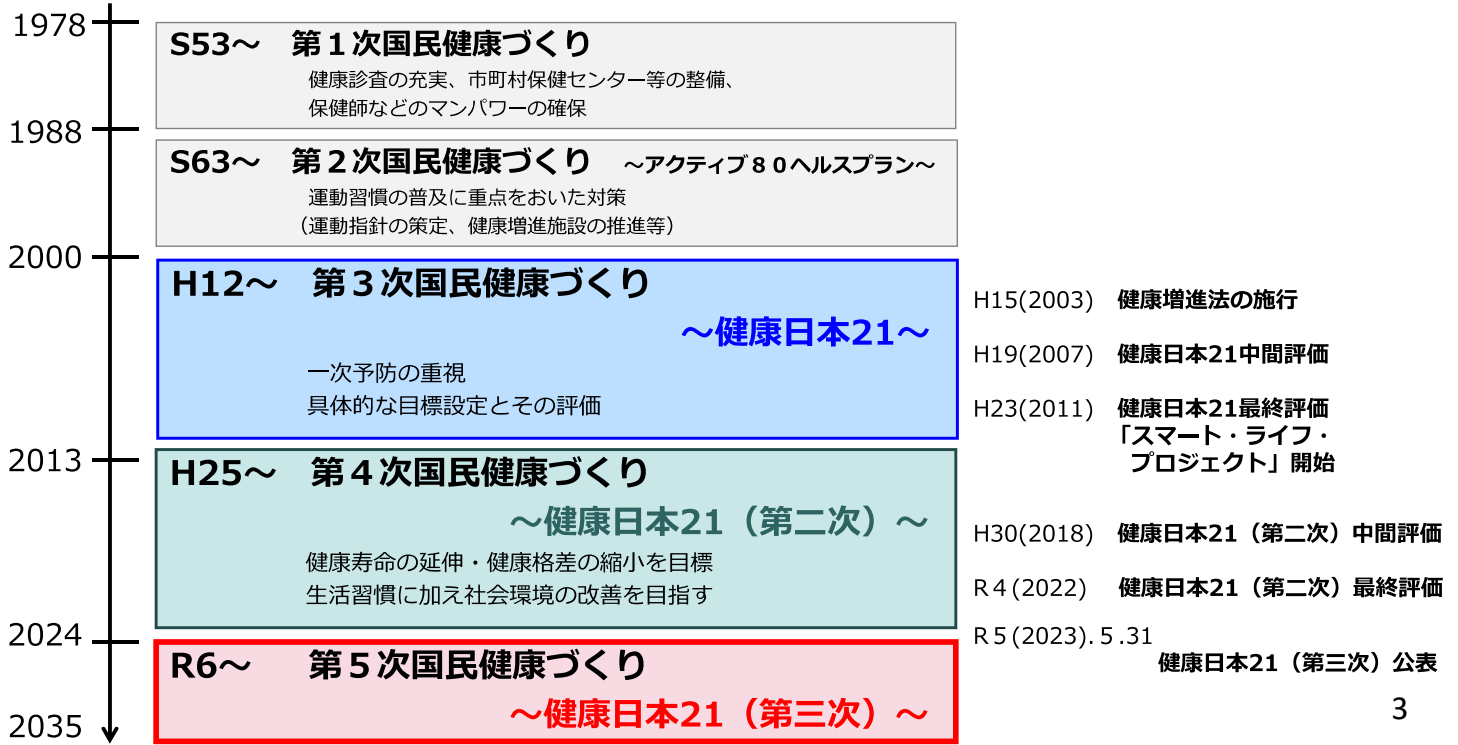 1978
S53～　第１次国民健康づくり
健康診査の充実、市町村保健センター等の整備、
保健師などのマンパワーの確保
1988
S63～　第２次国民健康づくり　～アクティブ８０ヘルスプラン～
運動習慣の普及に重点をおいた対策
（運動指針の策定、健康増進施設の推進等）
2000
H12～　第３次国民健康づくり
～健康日本21～
一次予防の重視
具体的な目標設定とその評価
H15(2003)　健康増進法の施行
H19(2007)　健康日本21中間評価
H23(2011)　健康日本21最終評価
「スマート・ライフ・
プロジェクト」開始
2013
H25～　第４次国民健康づくり
～健康日本21（第二次）～
健康寿命の延伸・健康格差の縮小を目標
生活習慣に加え社会環境の改善を目指す
H30(2018)　健康日本21（第二次）中間評価
R４(2022)　健康日本21（第二次）最終評価
2024
R５(2023).５.31
健康日本21（第三次）公表
R6～　第５次国民健康づくり
～健康日本21（第三次）～
2035
3